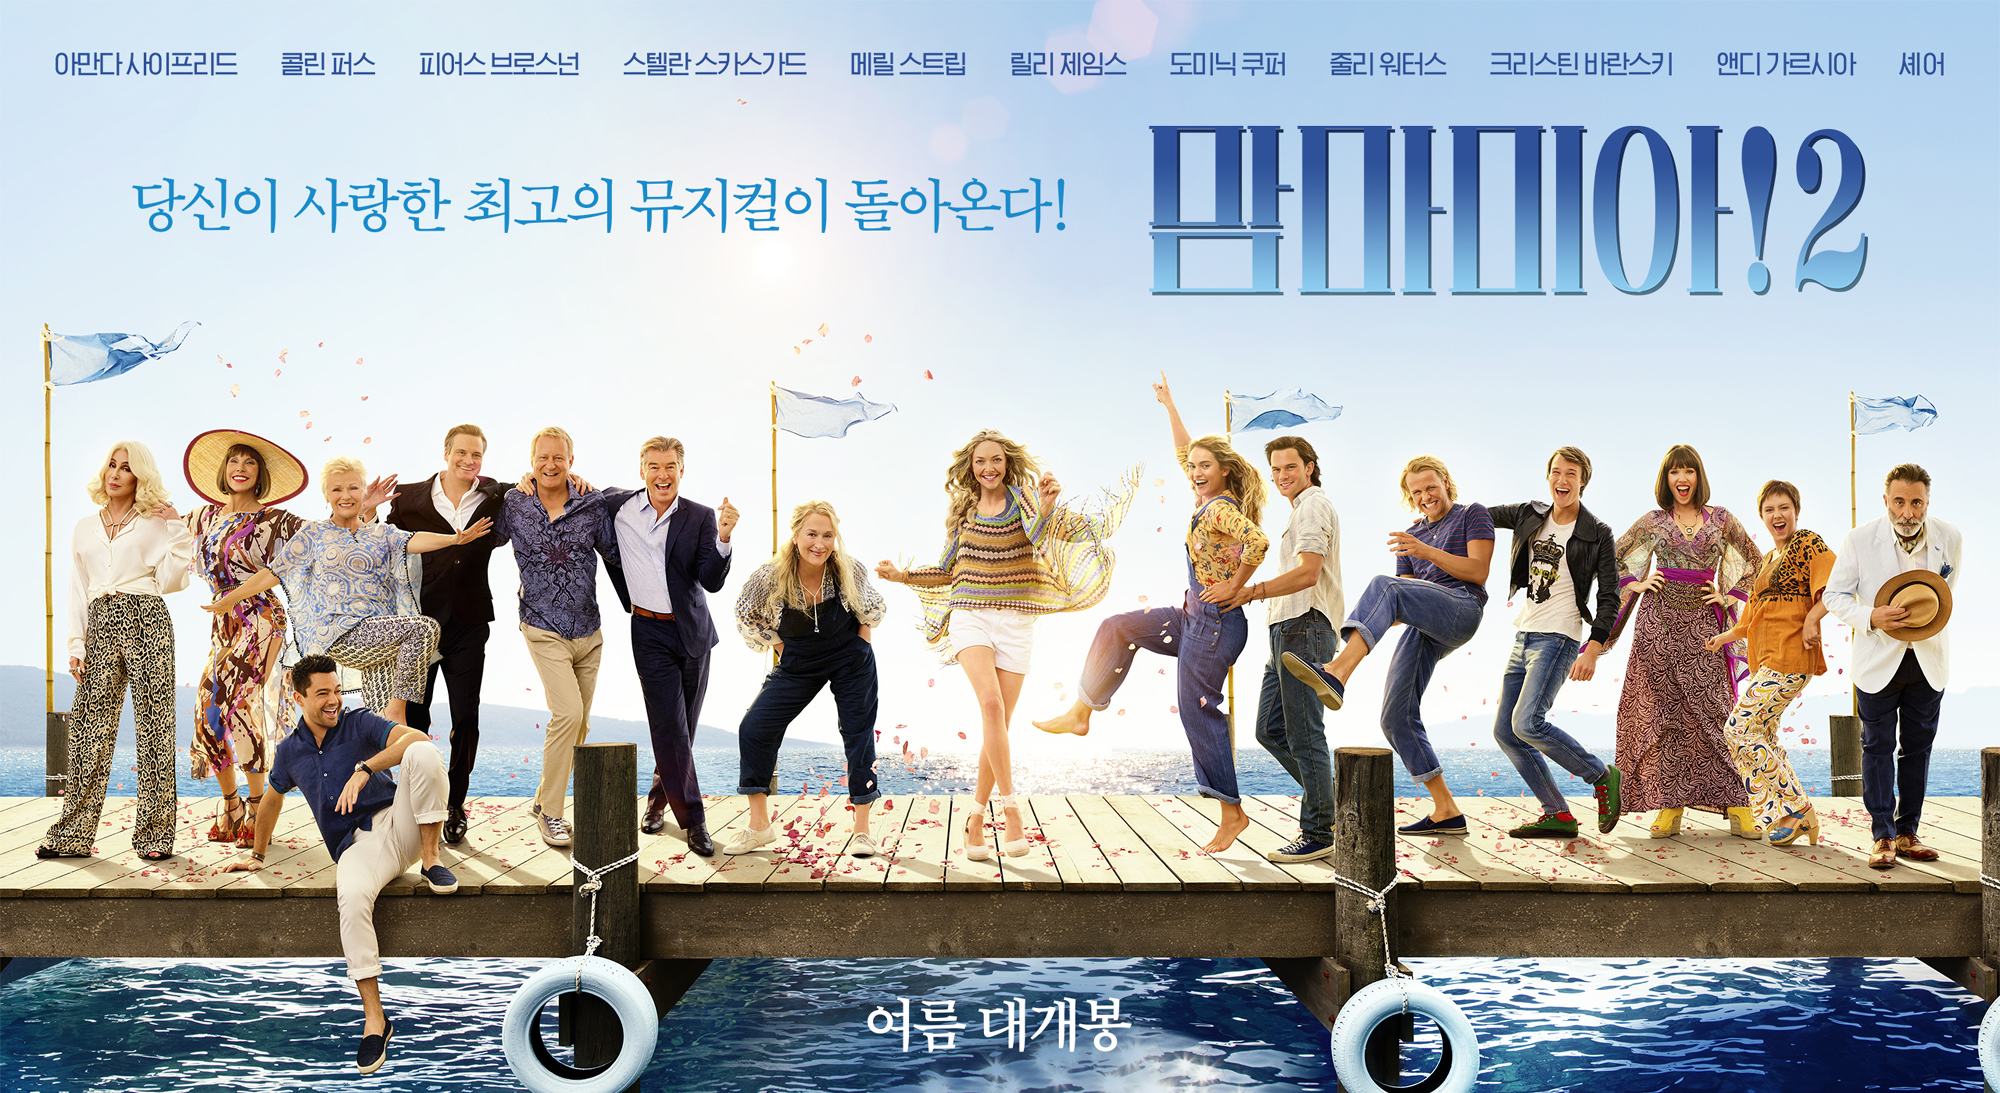 아만다 사이프리드 콜린 퍼스 피어스 브로스넌 스텔란 스카스가드 메릴 스트립 릴리 제임스 도미닉 쿠퍼 줄리 워터스 크리스틴 바란스키 앤디 가르시아 셰어
당신이 사랑한 최고의 뮤지컬이 돌아온다!
맘마미아!2
여름 대개봉